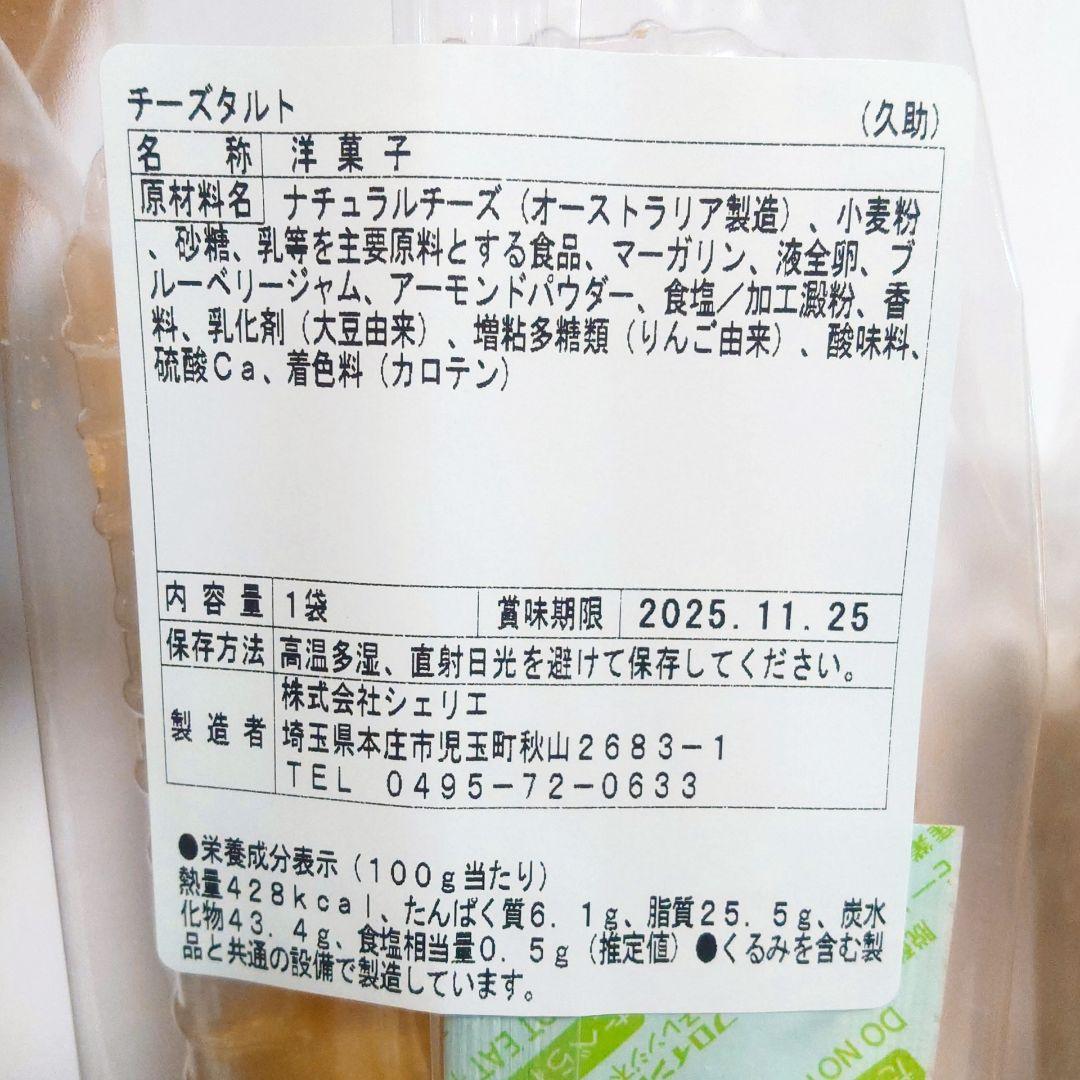 チーズタルト (久助)
名称 洋菓子
原材料名 ナチュラルチーズ（オーストラリア製造）、小麦粉
、砂糖、乳等を主要原料とする食品、マーガリン、液全卵、ブ
ルーベリージャム、アーモンドパウダー、食塩／加工澱粉、香
料、乳化剤（大豆由来）、増粘多糖類（りんご由来）、酸味料、
硫酸Ｃａ、着色料（カロテン）
内容量 1袋 賞味期限 2025.11.25
保存方法 高温多湿、直射日光を避けて保存してください。
製造者 株式会社シェリエ
埼玉県本庄市児玉町秋山２６８３－１
ＴＥＬ ０４９５－７２－０６３３
●栄養成分表示（１００ｇ当たり）
熱量４２８ｋｃａｌ、たんぱく質６．１ｇ、脂質２５．５ｇ、炭水
化物４３．４ｇ、食塩相当量０．５ｇ（推定値）●くるみを含む製
品と共通の設備で製造しています。
DO NO
T EAT